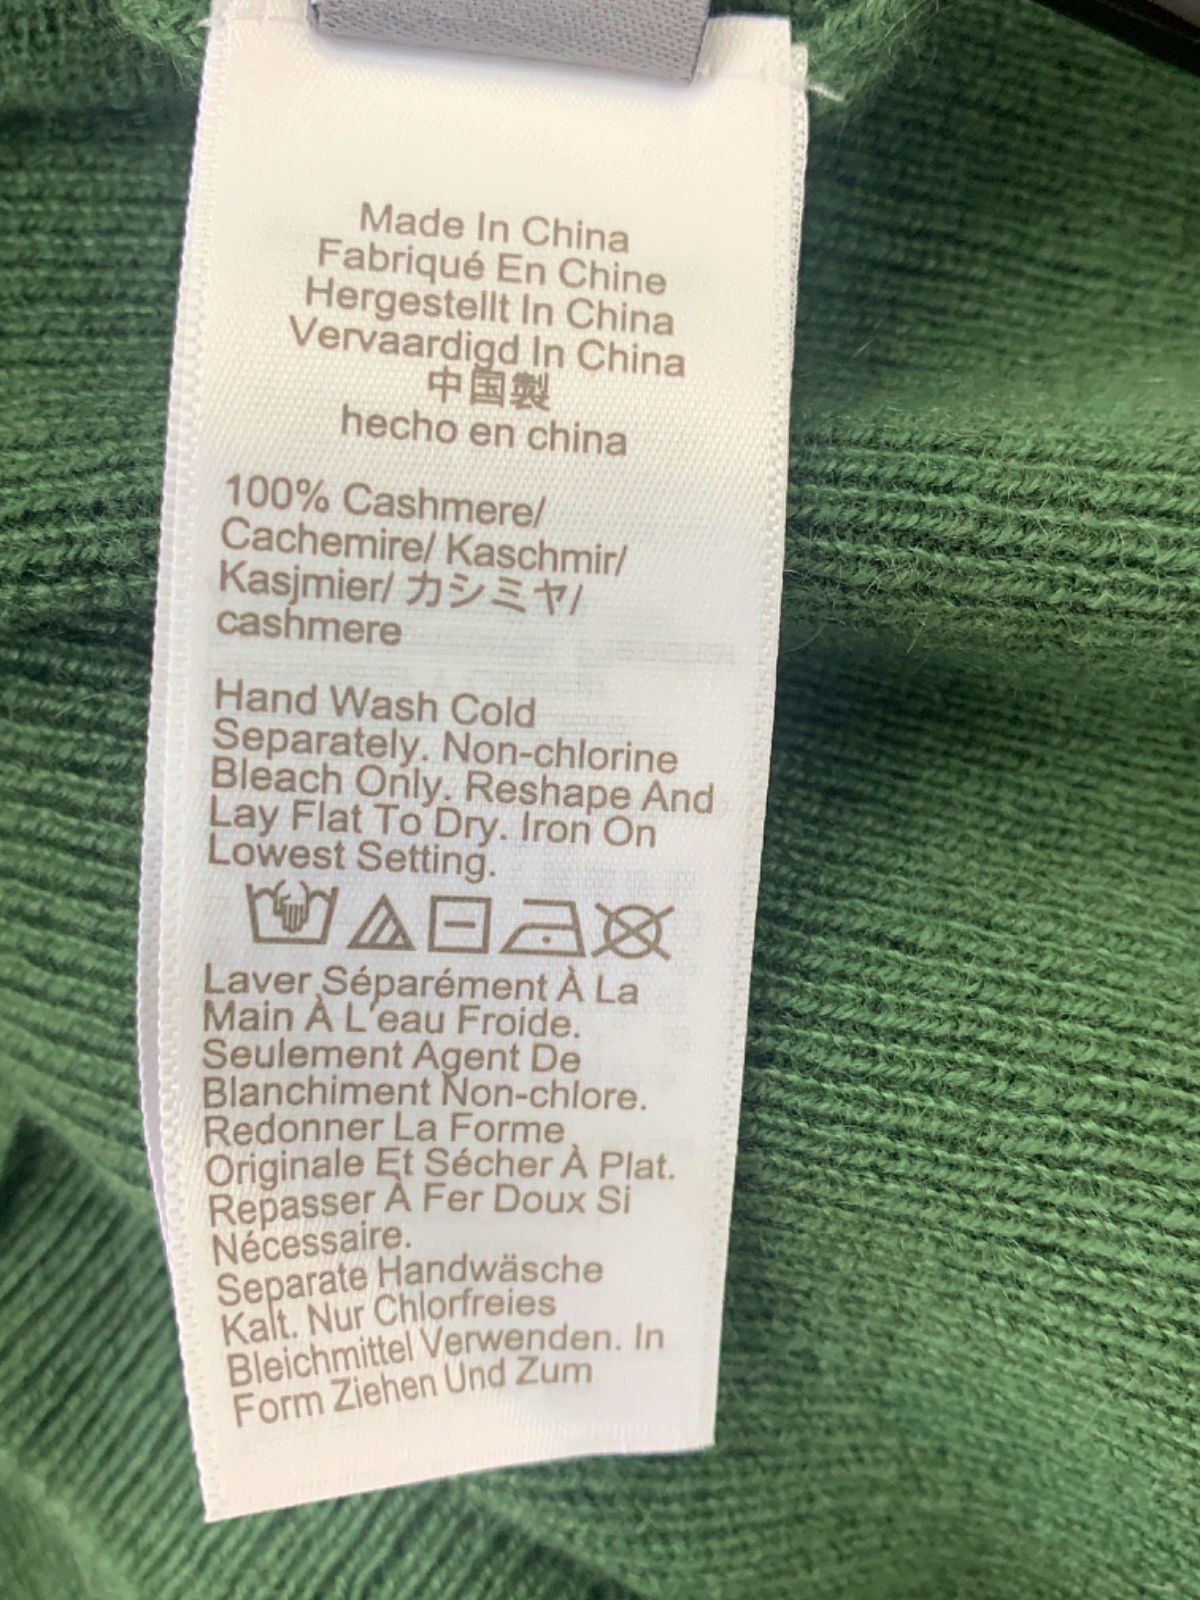 Made In China
Fabriqué En Chine
Hergestellt In China
Vervaardigd In China
中国製
hecho en china
100% Cashmere/
Cachemire/ Kaschmir/
Kasjmier/ カシミヤ/
cashmere
Hand Wash Cold
Separately. Non-chlorine
Bleach Only. Reshape And
Lay Flat To Dry. Iron On
Lowest Setting.
Laver Séparément À La
Main À L'eau Froide.
Seulement Agent De
Blanchiment Non-chlore.
Redonner La Forme
Originale Et Sécher À Plat.
Repasser À Fer Doux Si
Nécessaire.
Separate Handwäsche
Kalt. Nur Chlorfreies
Bleichmittel Verwenden. In
Form Ziehen Und Zum